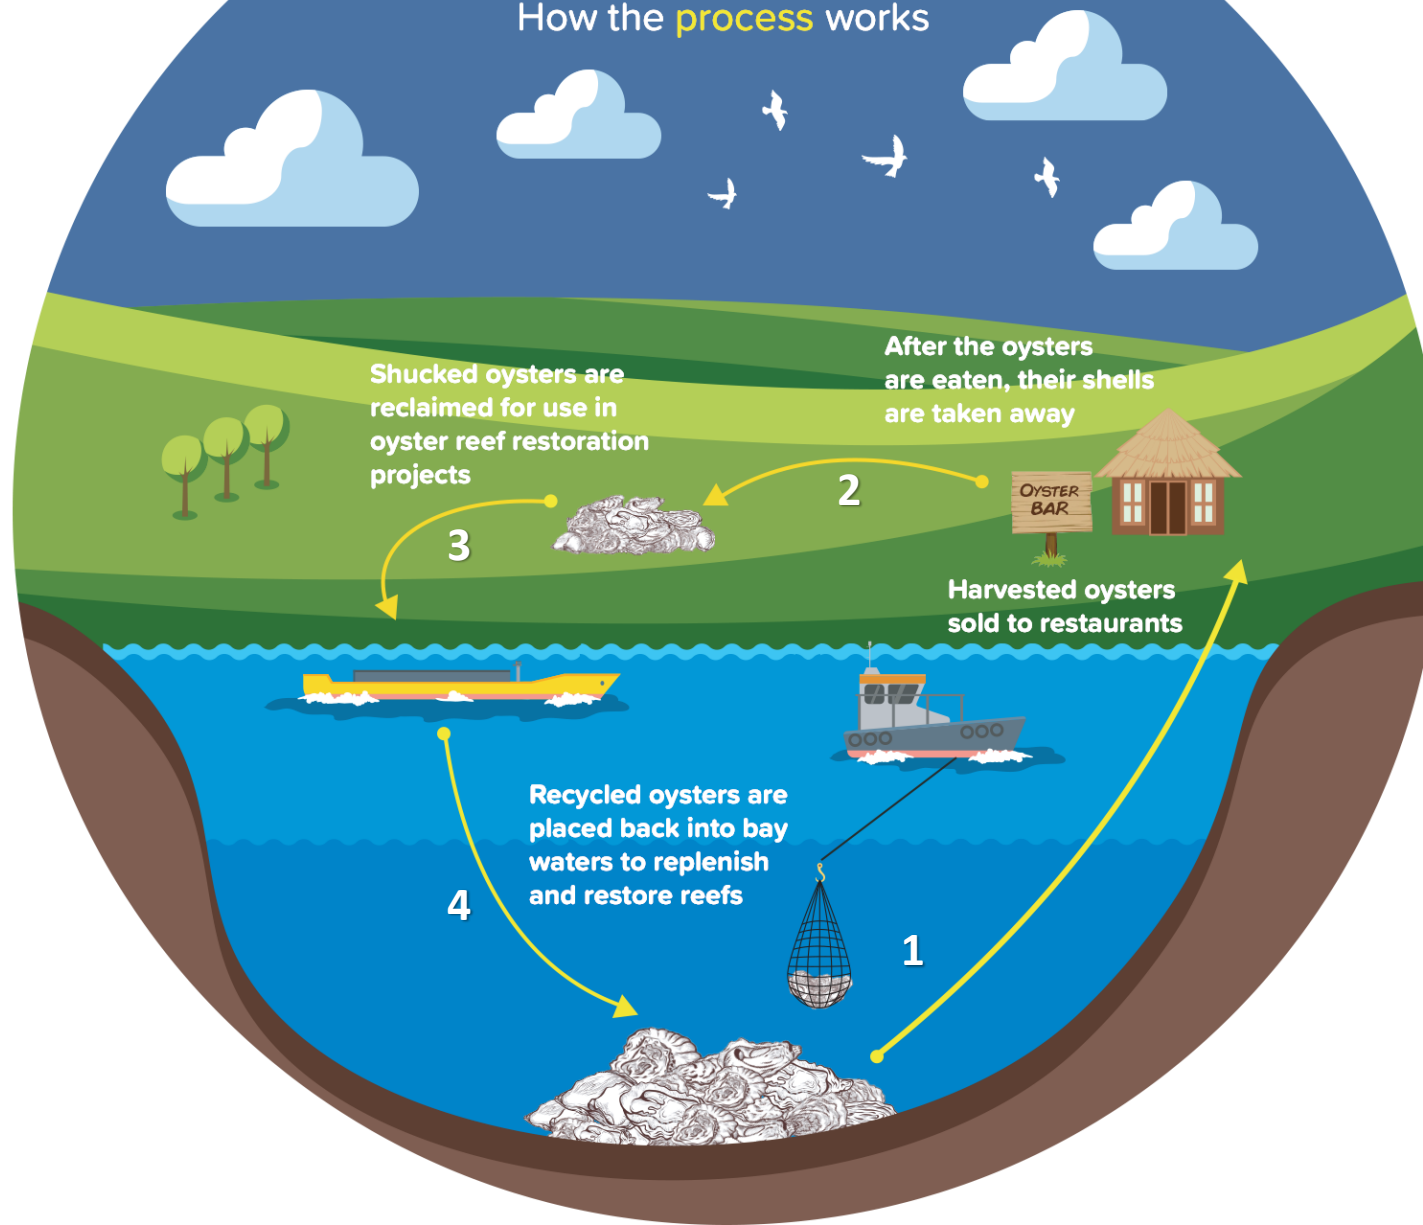 How the process works
After the oysters
are eaten, their shells
are taken away
Shucked oysters are
reclaimed for use in
oyster reef restoration
projects
2
OYSTER
BAR
3
Harvested oysters
sold to restaurants
Recycled oysters are
placed back into bay
waters to replenish
and restore reefs
4
1